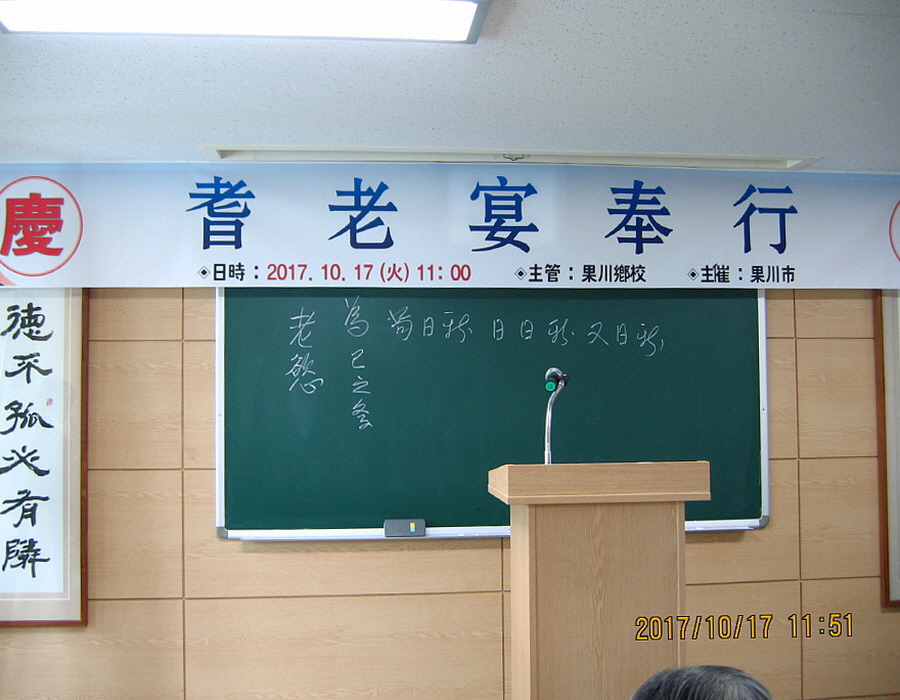 慶 耆老宴奉行
◈日時 : 2017. 10. 17 (火) 11 : 00 ◈主管 : 果川鄕校 ◈主催 : 果川市
德不孤必有隣
苟日新 日日新 又日新
為己之学
老慾
2017/10/17 11:51